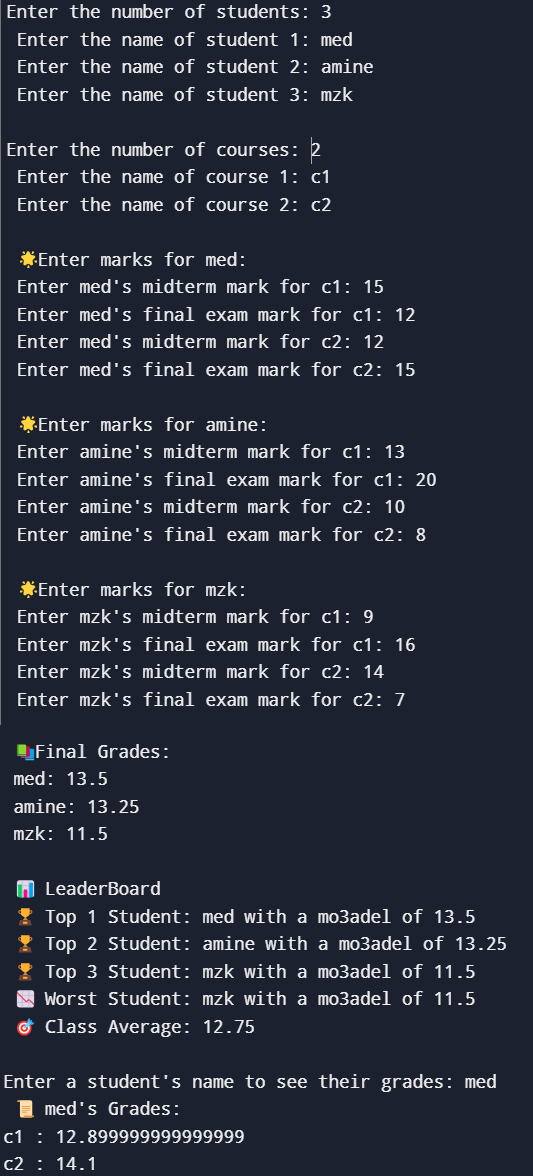 Enter the number of students: 3
Enter the name of student 1: med
Enter the name of student 2: amine
Enter the name of student 3: mzk
Enter the number of courses: 2
Enter the name of course 1: c1
Enter the name of course 2: c2
🌟Enter marks for med:
Enter med's midterm mark for c1: 15
Enter med's final exam mark for c1: 12
Enter med's midterm mark for c2: 12
Enter med's final exam mark for c2: 15
🌟Enter marks for amine:
Enter amine's midterm mark for c1: 13
Enter amine's final exam mark for c1: 20
Enter amine's midterm mark for c2: 10
Enter amine's final exam mark for c2: 8
🌟Enter marks for mzk:
Enter mzk's midterm mark for c1: 9
Enter mzk's final exam mark for c1: 16
Enter mzk's midterm mark for c2: 14
Enter mzk's final exam mark for c2: 7
📚Final Grades:
med: 13.5
amine: 13.25
mzk: 11.5
📊 LeaderBoard
🏆 Top 1 Student: med with a mo3adel of 13.5
🏆 Top 2 Student: amine with a mo3adel of 13.25
🏆 Top 3 Student: mzk with a mo3adel of 11.5
📉 Worst Student: mzk with a mo3adel of 11.5
🎯 Class Average: 12.75
Enter a student's name to see their grades: med
📜 med's Grades:
c1 : 12.899999999999999
c2 : 14.1